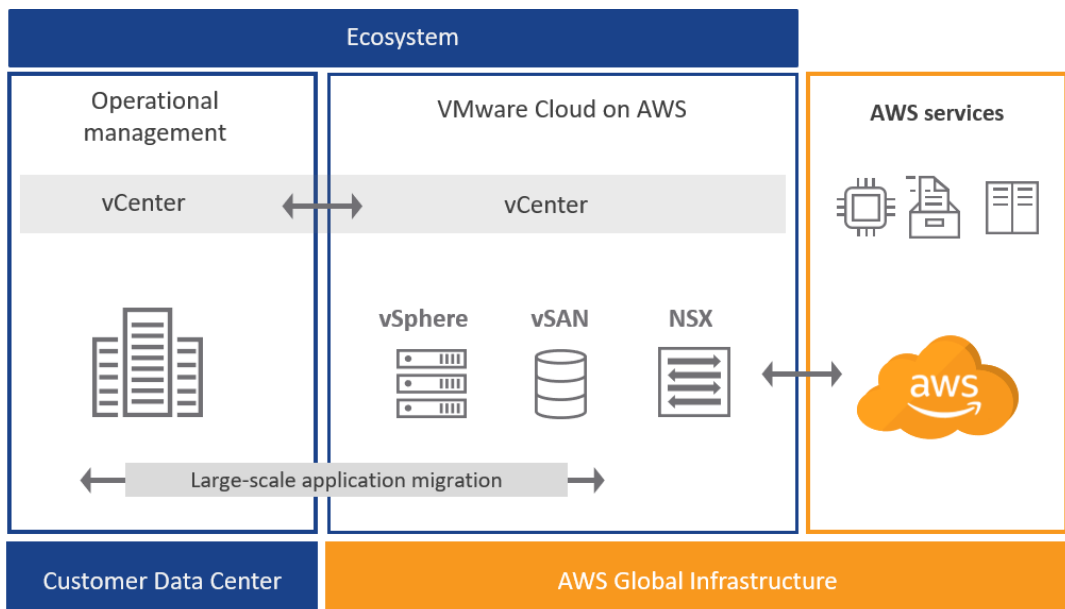 Ecosystem
Operational
management
VMware Cloud on AWS
AWS services
vCenter
vCenter
vSphere
vSAN
NSX
aws
Large-scale application migration
Customer Data Center
AWS Global Infrastructure